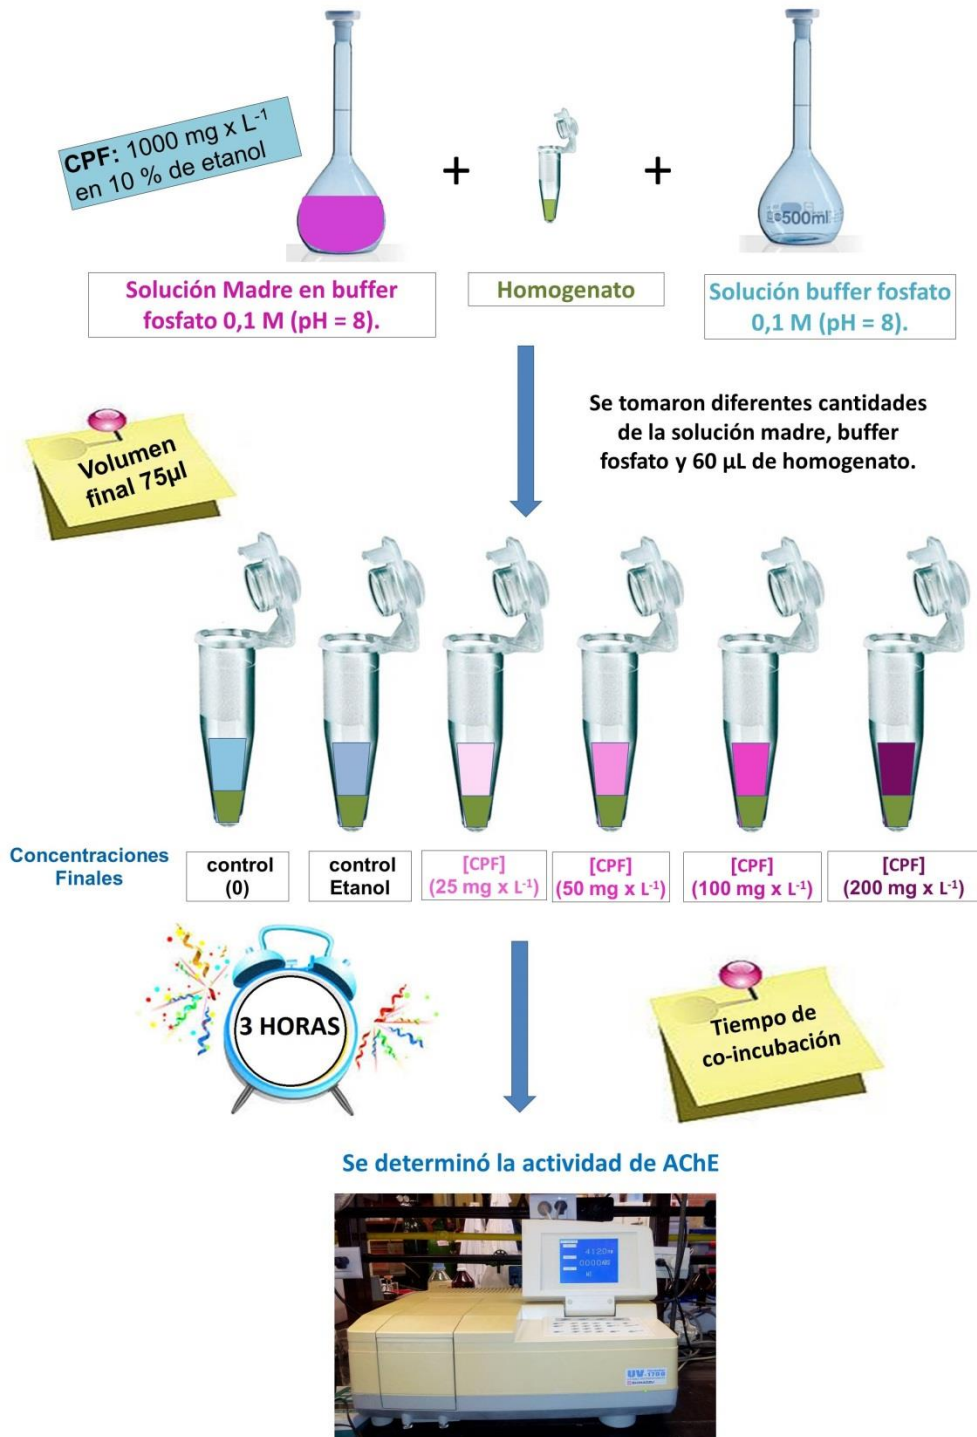 CPF: 1000 mg x L⁻¹
en 10 % de etanol
+
+
500ml
Solución Madre en buffer
fosfato 0,1 M (pH = 8).
Homogenato
Solución buffer fosfato
0,1 M (pH = 8).
Se tomaron diferentes cantidades
de la solución madre, buffer
fosfato y 60 µL de homogenato.
Volumen
final 75µl
Concentraciones
Finales
control
(0)
control
Etanol
[CPF]
(25 mg x L⁻¹)
[CPF]
(50 mg x L⁻¹)
[CPF]
(100 mg x L⁻¹)
[CPF]
(200 mg x L⁻¹)
3 HORAS
Tiempo de
co-incubación
Se determinó la actividad de AChE
UV-1700